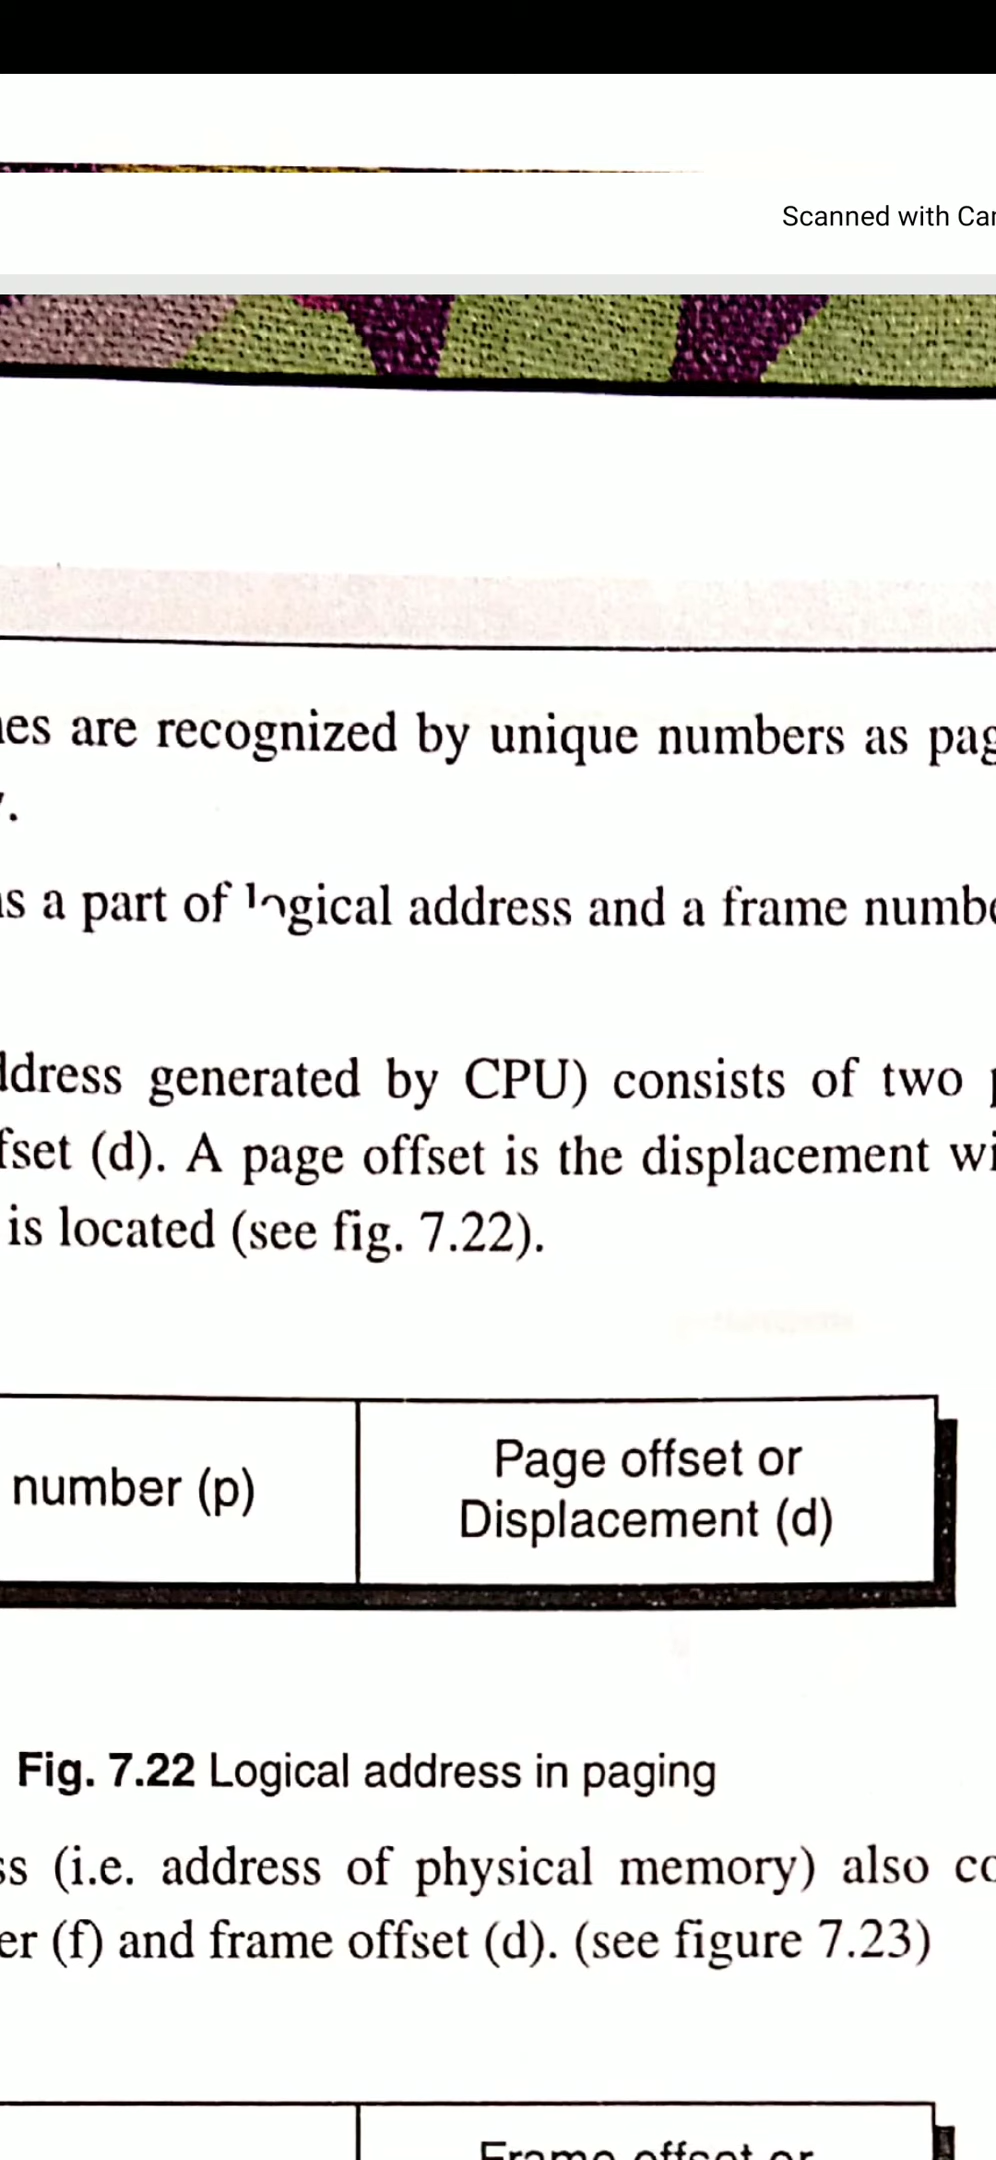 Scanned with Car
es are recognized by unique numbers as pag
.
s a part of logical address and a frame numbe
ddress generated by CPU) consists of two p
fset (d). A page offset is the displacement wi
is located (see fig. 7.22).
number (p)
Page offset or
Displacement (d)
Fig. 7.22 Logical address in paging
ss (i.e. address of physical memory) also co
er (f) and frame offset (d). (see figure 7.23)
Frame offset or